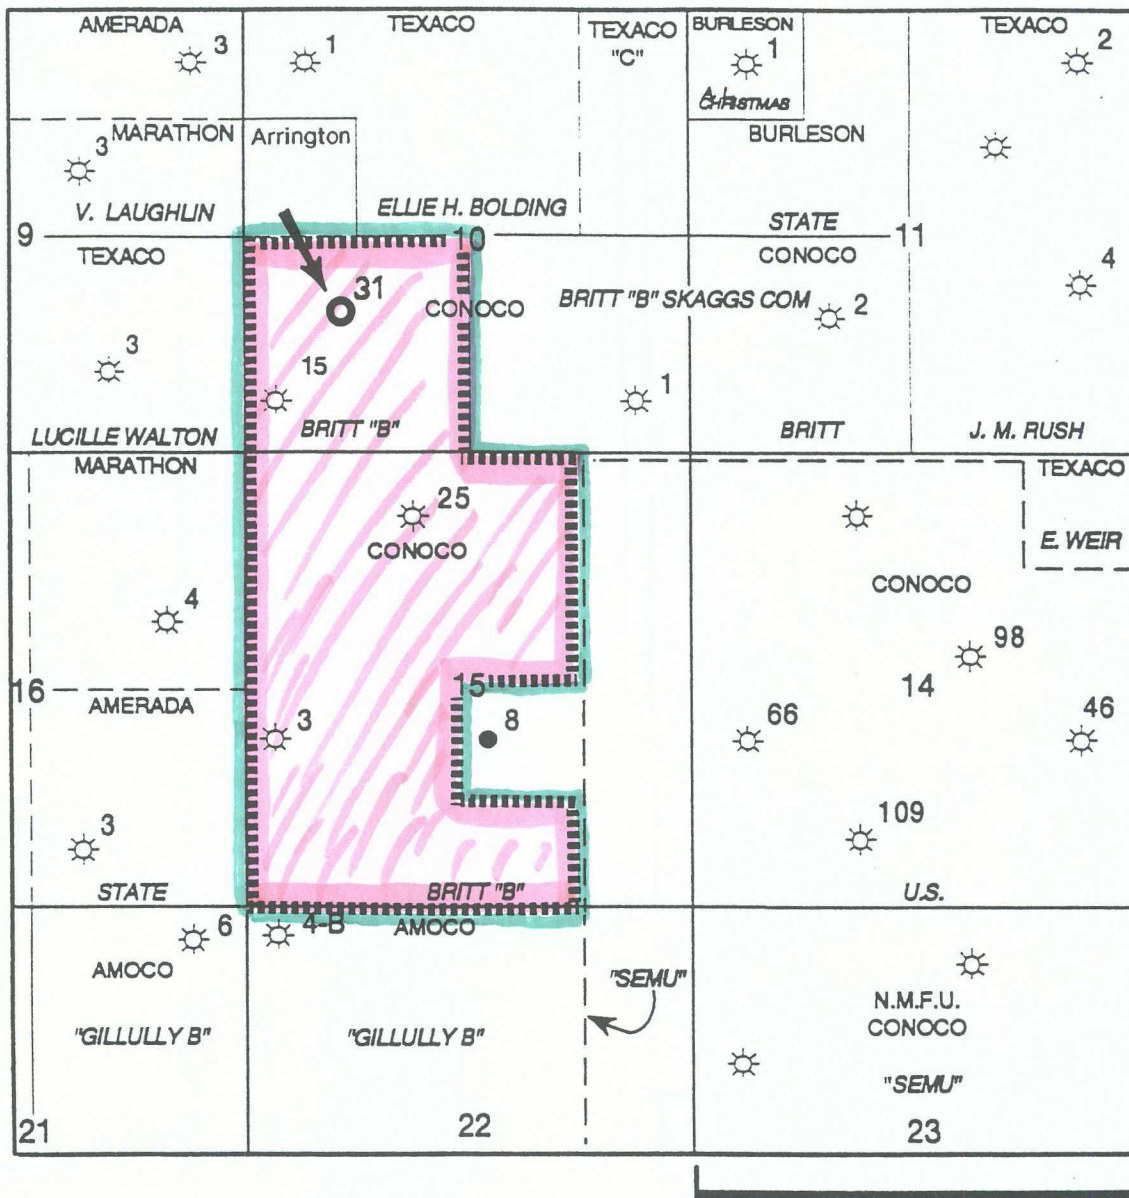 AMERADA
TEXACO
TEXACO
"C"
BURLESON
TEXACO
3
1
1
2
A.L.
CHRISTMAS
MARATHON
Arrington
BURLESON
3
V. LAUGHLIN
ELLIE H. BOLDING
STATE
9
10
11
TEXACO
CONOCO
31
CONOCO
BRITT "B" SKAGGS COM
2
4
3
15
1
LUCILLE WALTON
BRITT "B"
BRITT
J. M. RUSH
MARATHON
TEXACO
25
CONOCO
E. WEIR
CONOCO
4
98
16
15
14
AMERADA
3
8
66
46
3
109
STATE
BRITT "B"
U.S.
6
4-B
AMOCO
AMOCO
"SEMU"
N.M.F.U.
CONOCO
"GILLULLY B"
"GILLULLY B"
"SEMU"
21
22
23